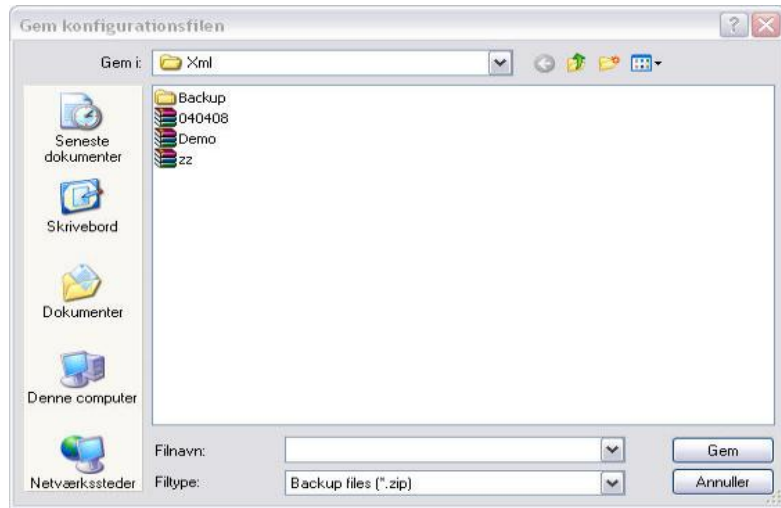 Gem konfigurationsfilen
Gem i:
Xml
Seneste
dokumenter
Skrivebord
Dokumenter
Denne computer
Netværkssteder
Backup
040408
Demo
zz
Filnavn:
Gem
Filtype:
Backup files (*.zip)
Annuller